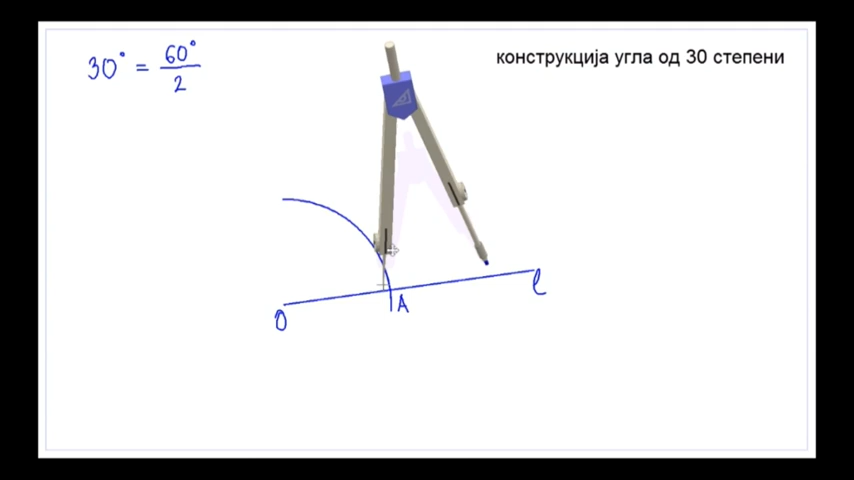 30° = 60°/2
конструкција угла од 30 степени
O A l